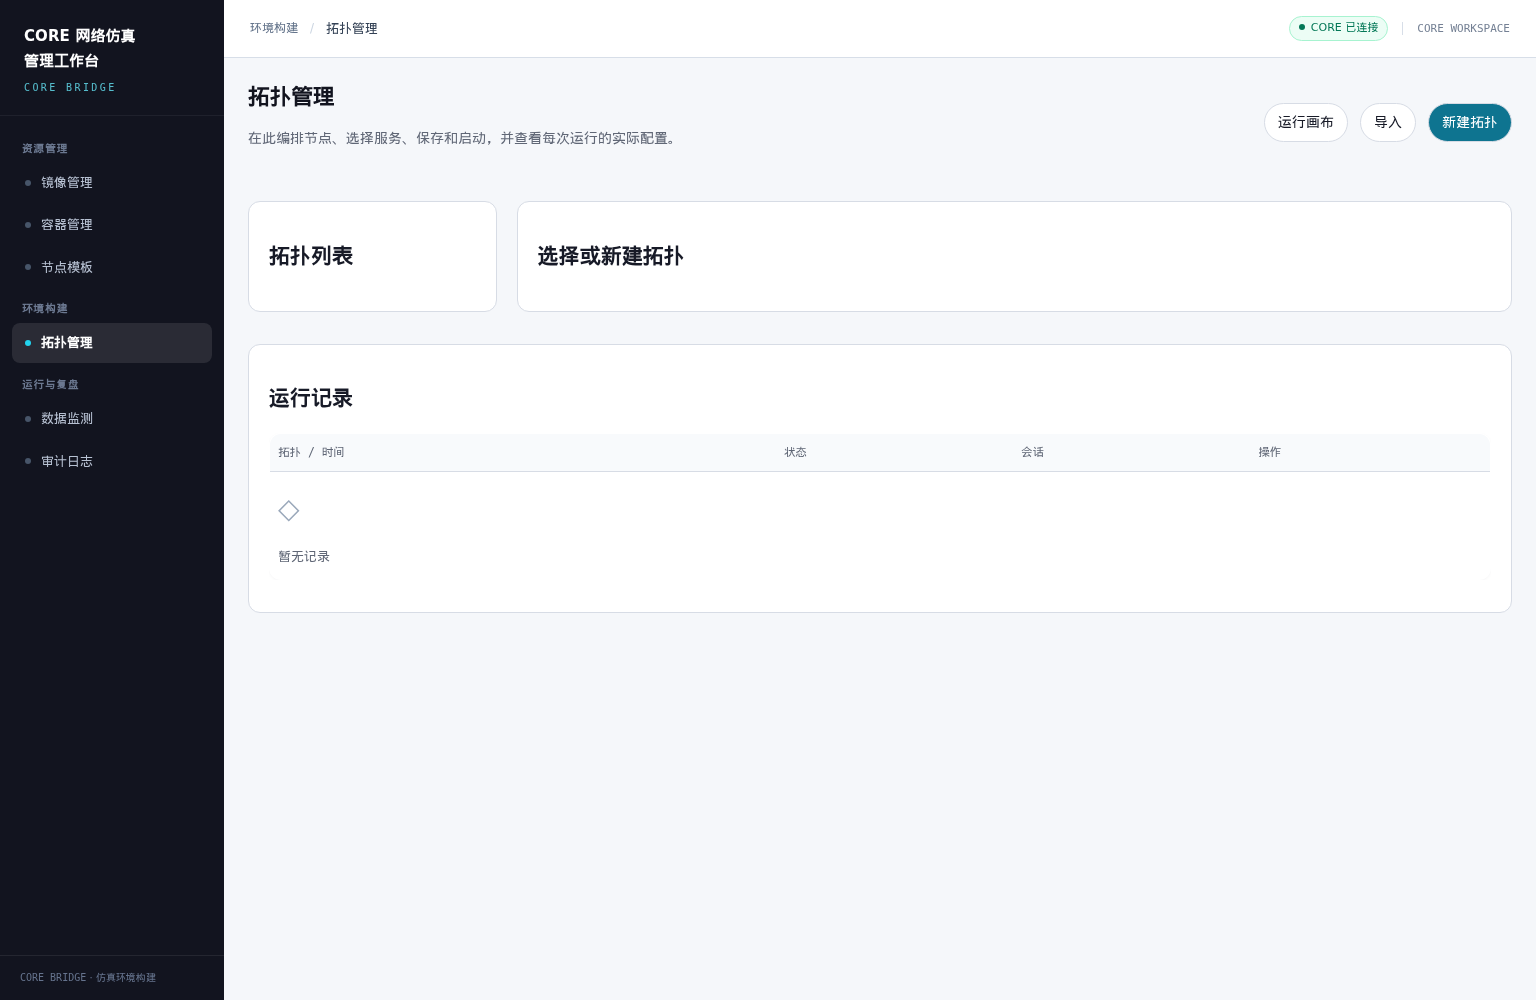 CORE 网络仿真
管理工作台
CORE BRIDGE
资源管理
镜像管理
容器管理
节点模板
环境构建
拓扑管理
运行与复盘
数据监测
审计日志
CORE BRIDGE · 仿真环境构建
环境构建 / 拓扑管理
CORE 已连接
CORE WORKSPACE
拓扑管理
在此编排节点、选择服务、保存和启动，并查看每次运行的实际配置。
运行画布
导入
新建拓扑
拓扑列表
选择或新建拓扑
运行记录
拓扑 / 时间 状态 会话 操作
暂无记录